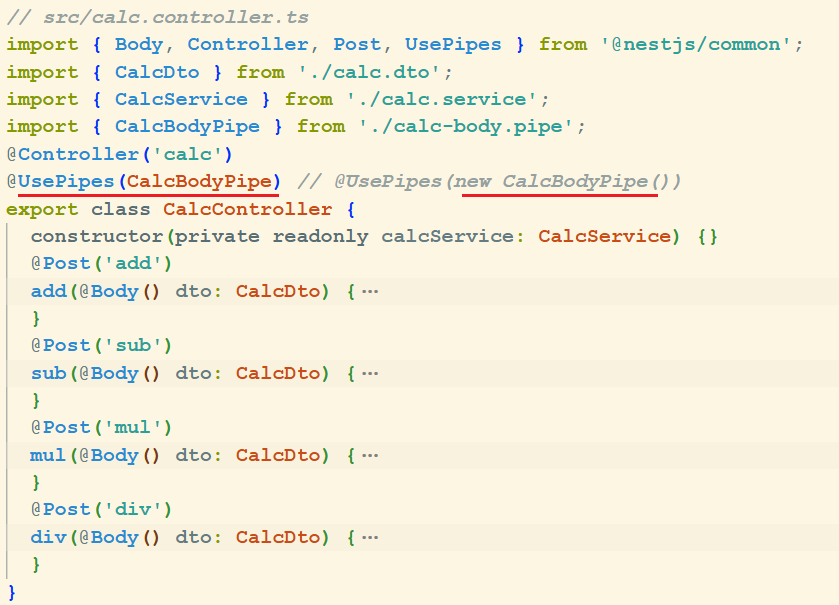 // src/calc.controller.ts
import { Body, Controller, Post, UsePipes } from '@nestjs/common';
import { CalcDto } from './calc.dto';
import { CalcService } from './calc.service';
import { CalcBodyPipe } from './calc-body.pipe';
@Controller('calc')
@UsePipes(CalcBodyPipe) // @UsePipes(new CalcBodyPipe())
export class CalcController {
  constructor(private readonly calcService: CalcService) {}
  @Post('add')
  add(@Body() dto: CalcDto) {···
  }
  @Post('sub')
  sub(@Body() dto: CalcDto) {···
  }
  @Post('mul')
  mul(@Body() dto: CalcDto) {···
  }
  @Post('div')
  div(@Body() dto: CalcDto) {···
  }
}